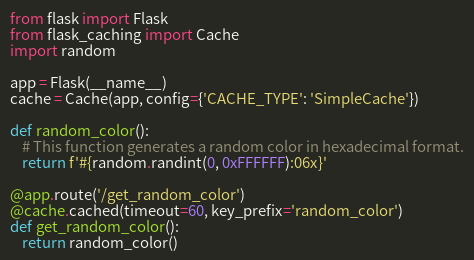 from flask import Flask
from flask_caching import Cache
import random
app = Flask(__name__)
cache = Cache(app, config={'CACHE_TYPE': 'SimpleCache'})
def random_color():
    # This function generates a random color in hexadecimal format.
    return f'#{random.randint(0, 0xFFFFFF):06x}'
@app.route('/get_random_color')
@cache.cached(timeout=60, key_prefix='random_color')
def get_random_color():
    return random_color()